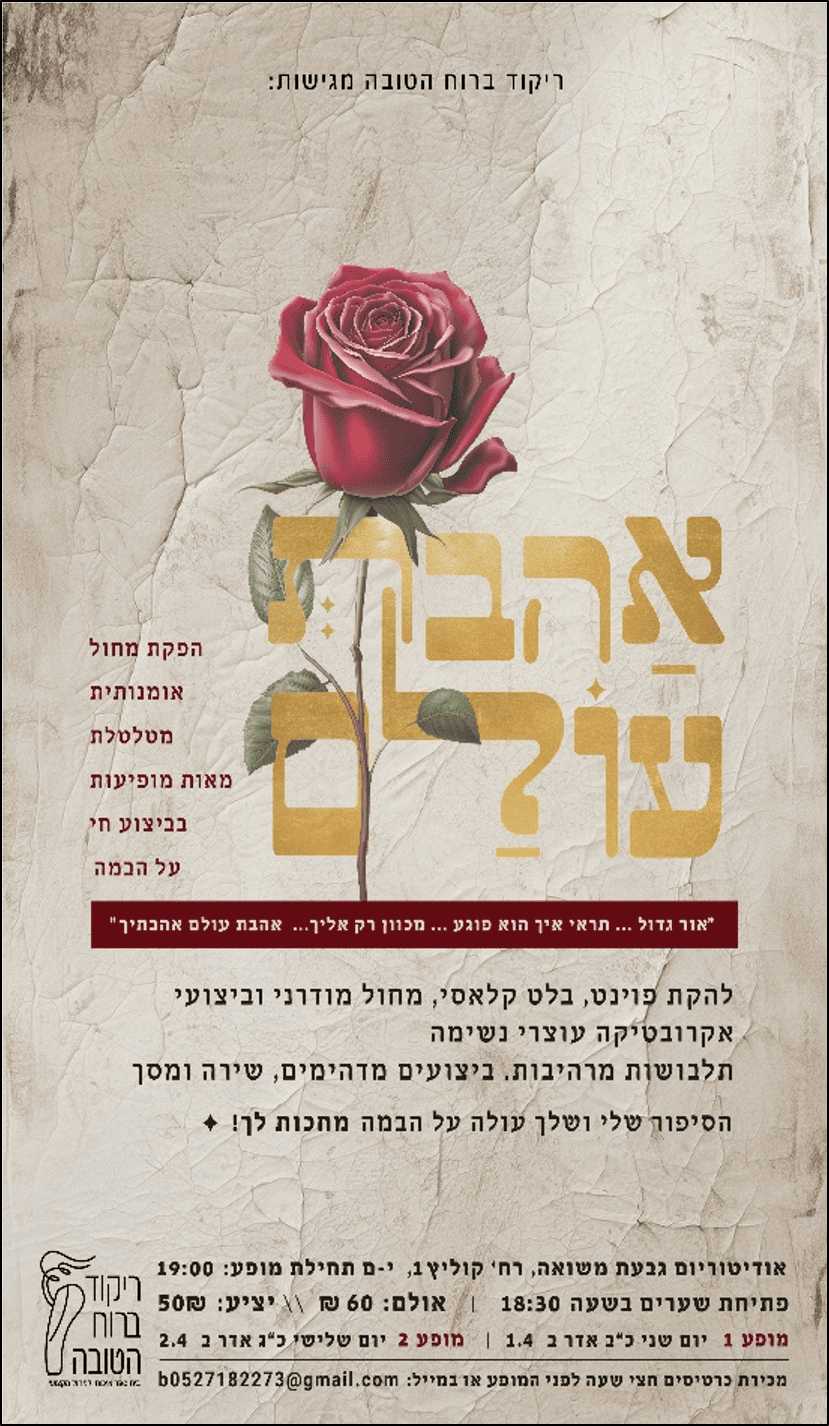 ריקוד ברוח הטובה מגישות:
אַהבתֶ
עוֹלָם
הפקת מחול
אומנותית
מטלטלת
מאות מופיעות
בביצוע חי
על הבמה
"אור גדול ... תראי איך הוא פוגע ... מכוון רק אליך... אהבת עולם אהבתיך"
להקת פוינט, בלט קלאסי, מחול מודרני וביצועי
אקרובטיקה עוצרי נשימה
תלבושות מרהיבות. ביצועים מדהימים, שירה ומסך
הסיפור שלי ושלך עולה על הבמה מחכות לך! ✦
אודיטוריום גבעת משואה, רח' קוליץ 1, י-ם תחילת מופע: 19:00
פתיחת שערים בשעה 18:30 | אולם: 60 ₪ \\ יציע: 50₪
מופע 1 יום שני כ"ב אדר ב 1.4 | מופע 2 יום שלישי כ"ג אדר ב 2.4
מכירת כרטיסים חצי שעה לפני המופע או במייל: b0527182273@gmail.com
ריקוד
ברוח
הטובה